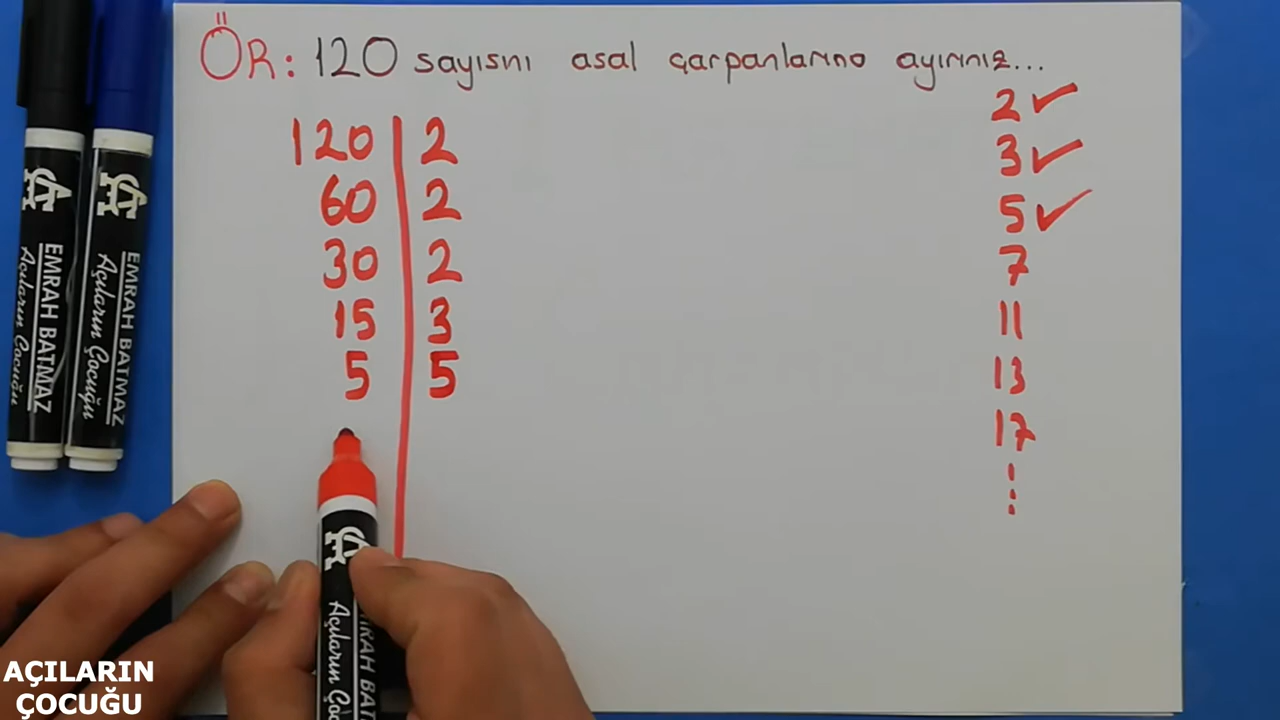 ÖR: 120 sayısnı asal çarpanlarına ayırınız...
120 2
60 2
30 2
15 3
5 5
2 ✓
3 ✓
5 ✓
7
11
13
17
EMRAH BATMAZ
Açıların Çocuğu
EMRAH BATMAZ
Açıların Çocuğu
AÇILARIN
ÇOCUĞU